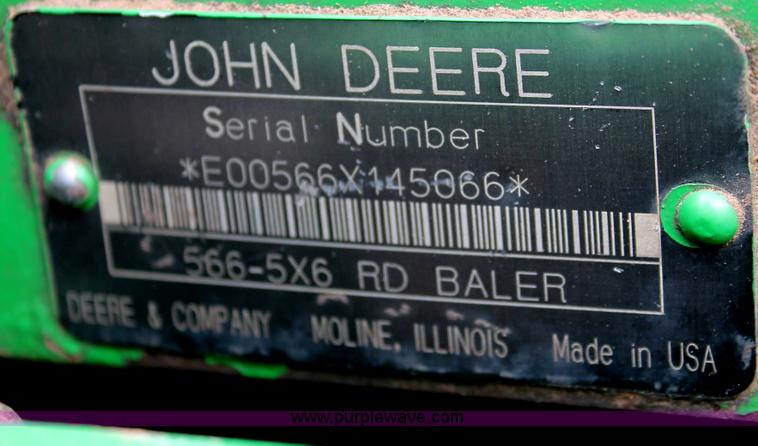 JOHN DEERE
Serial Number
*E00566X145066*
566-5X6 RD BALER
DEERE & COMPANY MOLINE, ILLINOIS Made in USA
www.purplewave.com